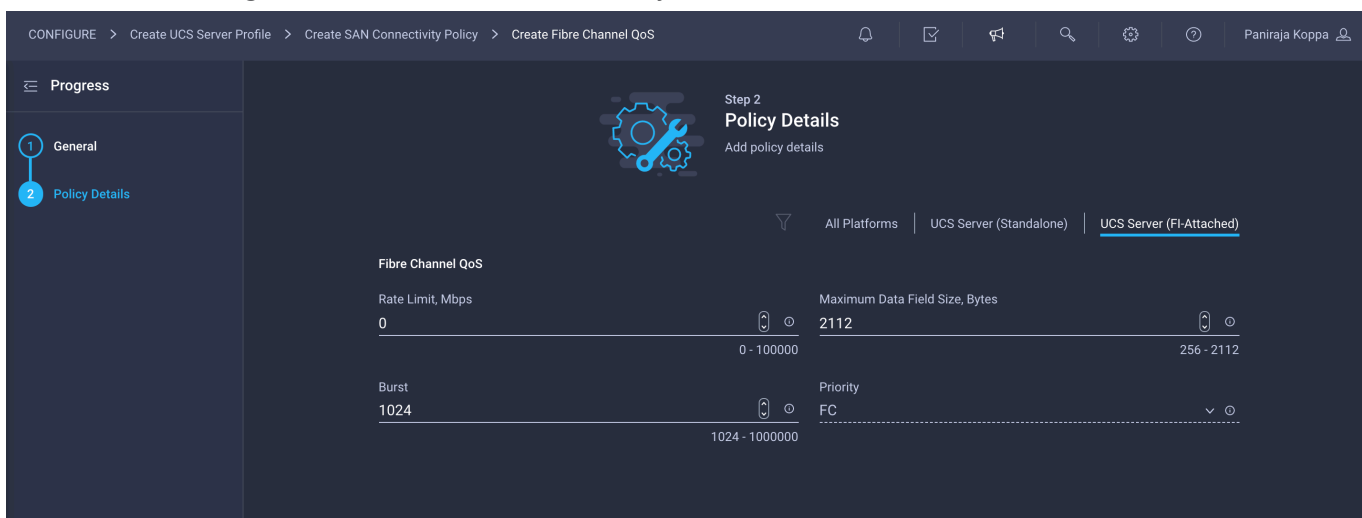 CONFIGURE > Create UCS Server Profile > Create SAN Connectivity Policy > Create Fibre Channel QoS
Paniraja Koppa
Progress
1 General
2 Policy Details
Step 2
Policy Details
Add policy details
All Platforms | UCS Server (Standalone) | UCS Server (FI-Attached)
Fibre Channel QoS
Rate Limit, Mbps
0
0 - 100000
Maximum Data Field Size, Bytes
2112
256 - 2112
Burst
1024
1024 - 1000000
Priority
FC